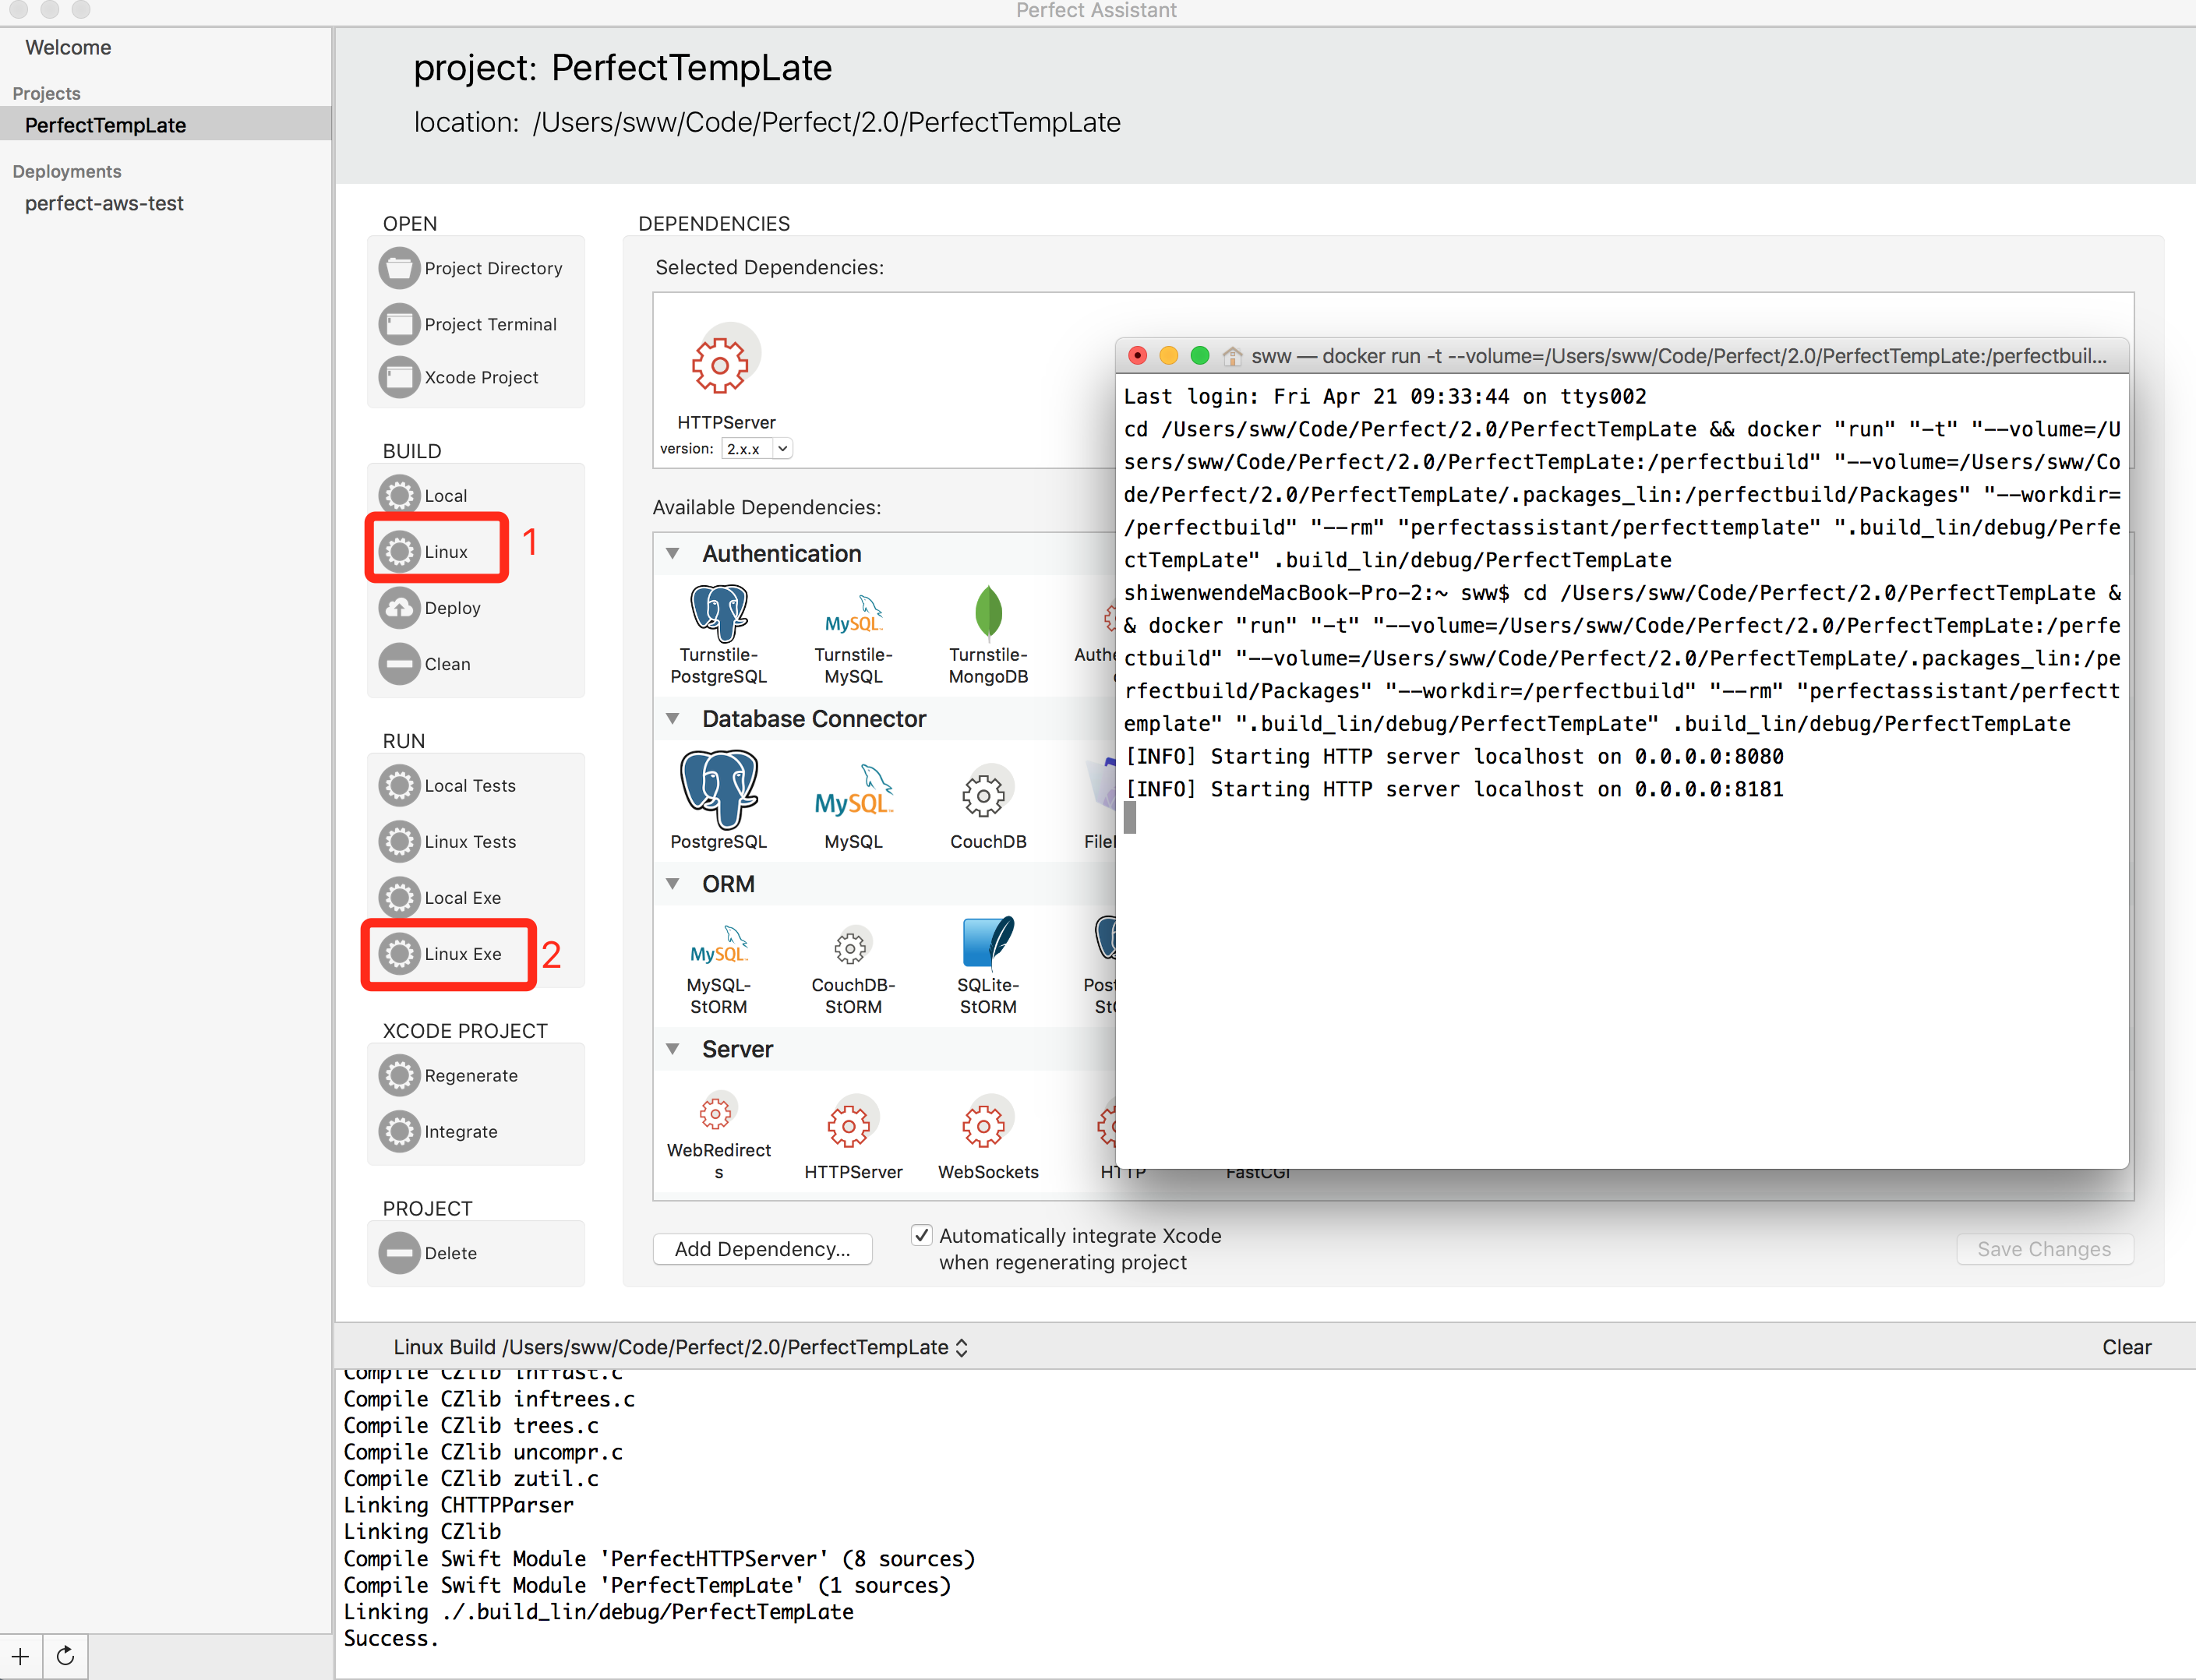 Perfect Assistant
Welcome
Projects
PerfectTempLate
Deployments
perfect-aws-test
project: PerfectTempLate
location: /Users/sww/Code/Perfect/2.0/PerfectTempLate
OPEN
Project Directory
Project Terminal
Xcode Project
BUILD
Local
Linux
1
Deploy
Clean
RUN
Local Tests
Linux Tests
Local Exe
Linux Exe
2
XCODE PROJECT
Regenerate
Integrate
PROJECT
Delete
DEPENDENCIES
Selected Dependencies:
HTTPServer
version: 2.x.x
Available Dependencies:
Authentication
Turnstile-
PostgreSQL
Turnstile-
MySQL
Turnstile-
MongoDB
Database Connector
PostgreSQL
MySQL
CouchDB
ORM
MySQL-
StORM
CouchDB-
StORM
SQLite-
StORM
Server
WebRedirect
s
HTTPServer
WebSockets
HTTP
FastCGI
Add Dependency...
Automatically integrate Xcode
when regenerating project
Save Changes
sww — docker run -t --volume=/Users/sww/Code/Perfect/2.0/PerfectTempLate:/perfectbuil...
Last login: Fri Apr 21 09:33:44 on ttys002
cd /Users/sww/Code/Perfect/2.0/PerfectTempLate && docker "run" "-t" "--volume=/U
sers/sww/Code/Perfect/2.0/PerfectTempLate:/perfectbuild" "--volume=/Users/sww/Co
de/Perfect/2.0/PerfectTempLate/.packages_lin:/perfectbuild/Packages" "--workdir=
/perfectbuild" "--rm" "perfectassistant/perfecttemplate" ".build_lin/debug/Perfe
ctTempLate" .build_lin/debug/PerfectTempLate
shiwenwendeMacBook-Pro-2:~ sww$ cd /Users/sww/Code/Perfect/2.0/PerfectTempLate &
& docker "run" "-t" "--volume=/Users/sww/Code/Perfect/2.0/PerfectTempLate:/perfe
ctbuild" "--volume=/Users/sww/Code/Perfect/2.0/PerfectTempLate/.packages_lin:/pe
rfectbuild/Packages" "--workdir=/perfectbuild" "--rm" "perfectassistant/perfectt
emplate" ".build_lin/debug/PerfectTempLate" .build_lin/debug/PerfectTempLate
[INFO] Starting HTTP server localhost on 0.0.0.0:8080
[INFO] Starting HTTP server localhost on 0.0.0.0:8181
Linux Build /Users/sww/Code/Perfect/2.0/PerfectTempLate
Clear
Compile CZlib inffast.c
Compile CZlib inftrees.c
Compile CZlib trees.c
Compile CZlib uncompr.c
Compile CZlib zutil.c
Linking CHTTPParser
Linking CZlib
Compile Swift Module 'PerfectHTTPServer' (8 sources)
Compile Swift Module 'PerfectTempLate' (1 sources)
Linking ./.build_lin/debug/PerfectTempLate
Success.